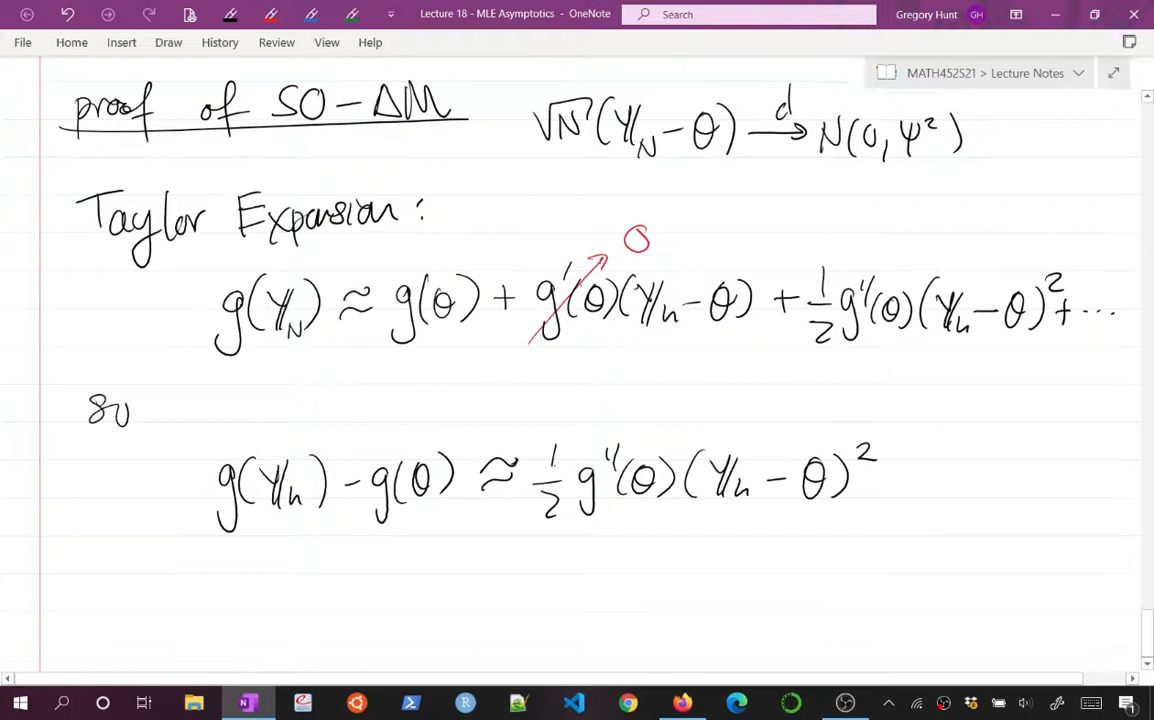 Lecture 18 - MLE Asymptotics - OneNote
Search
Gregory Hunt GH
File Home Insert Draw History Review View Help
MATH452S21 > Lecture Notes
proof of SO-ΔM √N(Y_N - θ) →d N(0, ψ²)
Taylor Expansion:
0
g(Y_N) ≈ g(θ) + g'(θ)(Y_n - θ) + 1/2 g''(θ)(Y_n - θ)² + ...
so
g(Y_n) - g(θ) ≈ 1/2 g''(θ)(Y_n - θ)²